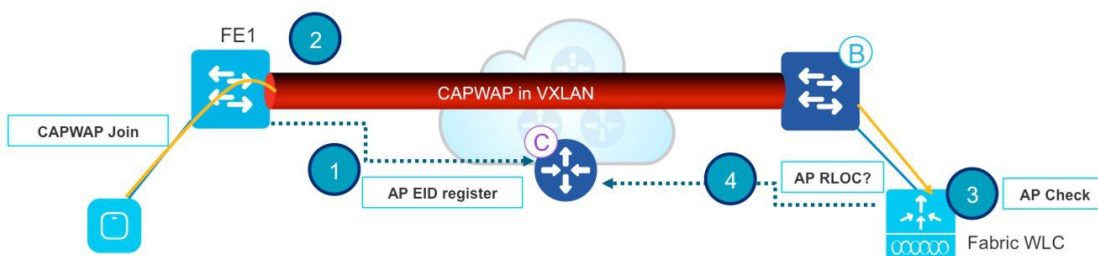 FE1
2
B
CAPWAP in VXLAN
CAPWAP Join
C
1
AP EID register
4
AP RLOC?
3
AP Check
Fabric WLC